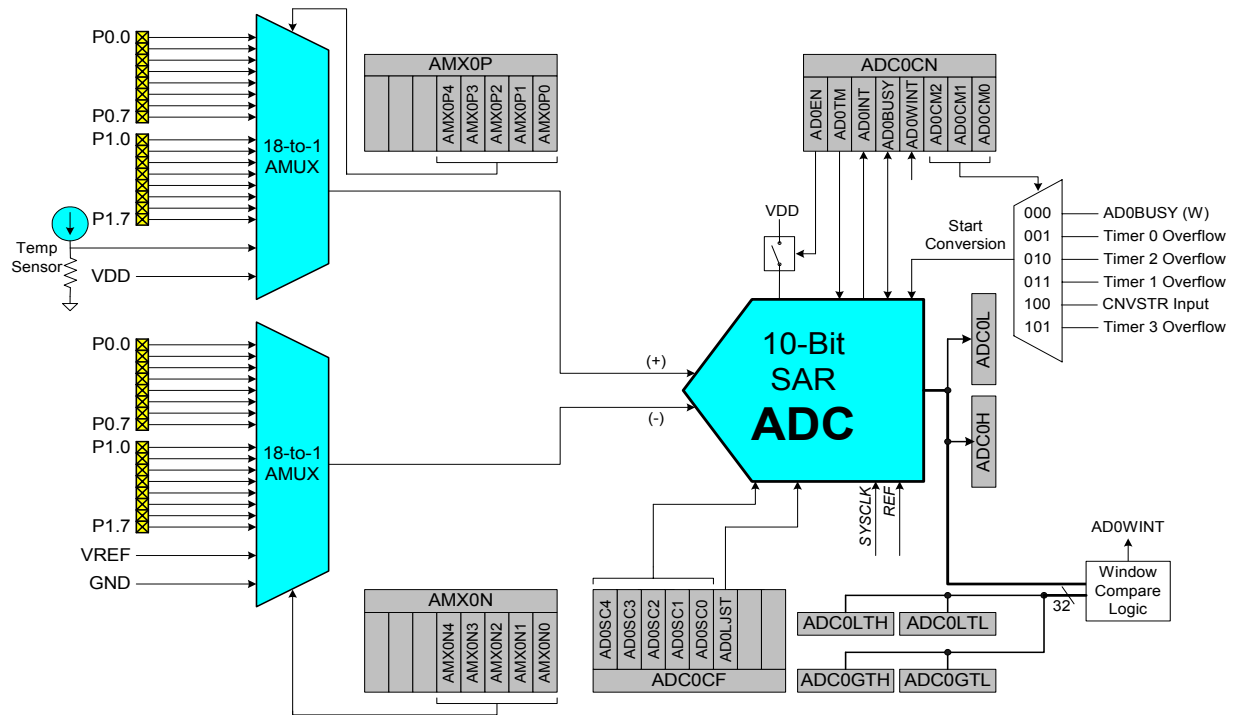 P0.0
P0.7
P1.0
P1.7
18-to-1
AMUX
Temp
Sensor
VDD
AMX0P
AMX0P4
AMX0P3
AMX0P2
AMX0P1
AMX0P0
ADC0CN
AD0EN
AD0TM
AD0INT
AD0BUSY
AD0WINT
AD0CM2
AD0CM1
AD0CM0
VDD
Start
Conversion
000
AD0BUSY (W)
001
Timer 0 Overflow
010
Timer 2 Overflow
011
Timer 1 Overflow
100
CNVSTR Input
101
Timer 3 Overflow
P0.0
P0.7
P1.0
P1.7
18-to-1
AMUX
VREF
GND
(+)
(-)
10-Bit
SAR
ADC
ADC0L
ADC0H
SYSCLK
REF
AMX0N
AMX0N4
AMX0N3
AMX0N2
AMX0N1
AMX0N0
AD0SC4
AD0SC3
AD0SC2
AD0SC1
AD0SC0
AD0LJST
ADC0CF
AD0WINT
Window
Compare
Logic
32
ADC0LTH
ADC0LTL
ADC0GTH
ADC0GTL